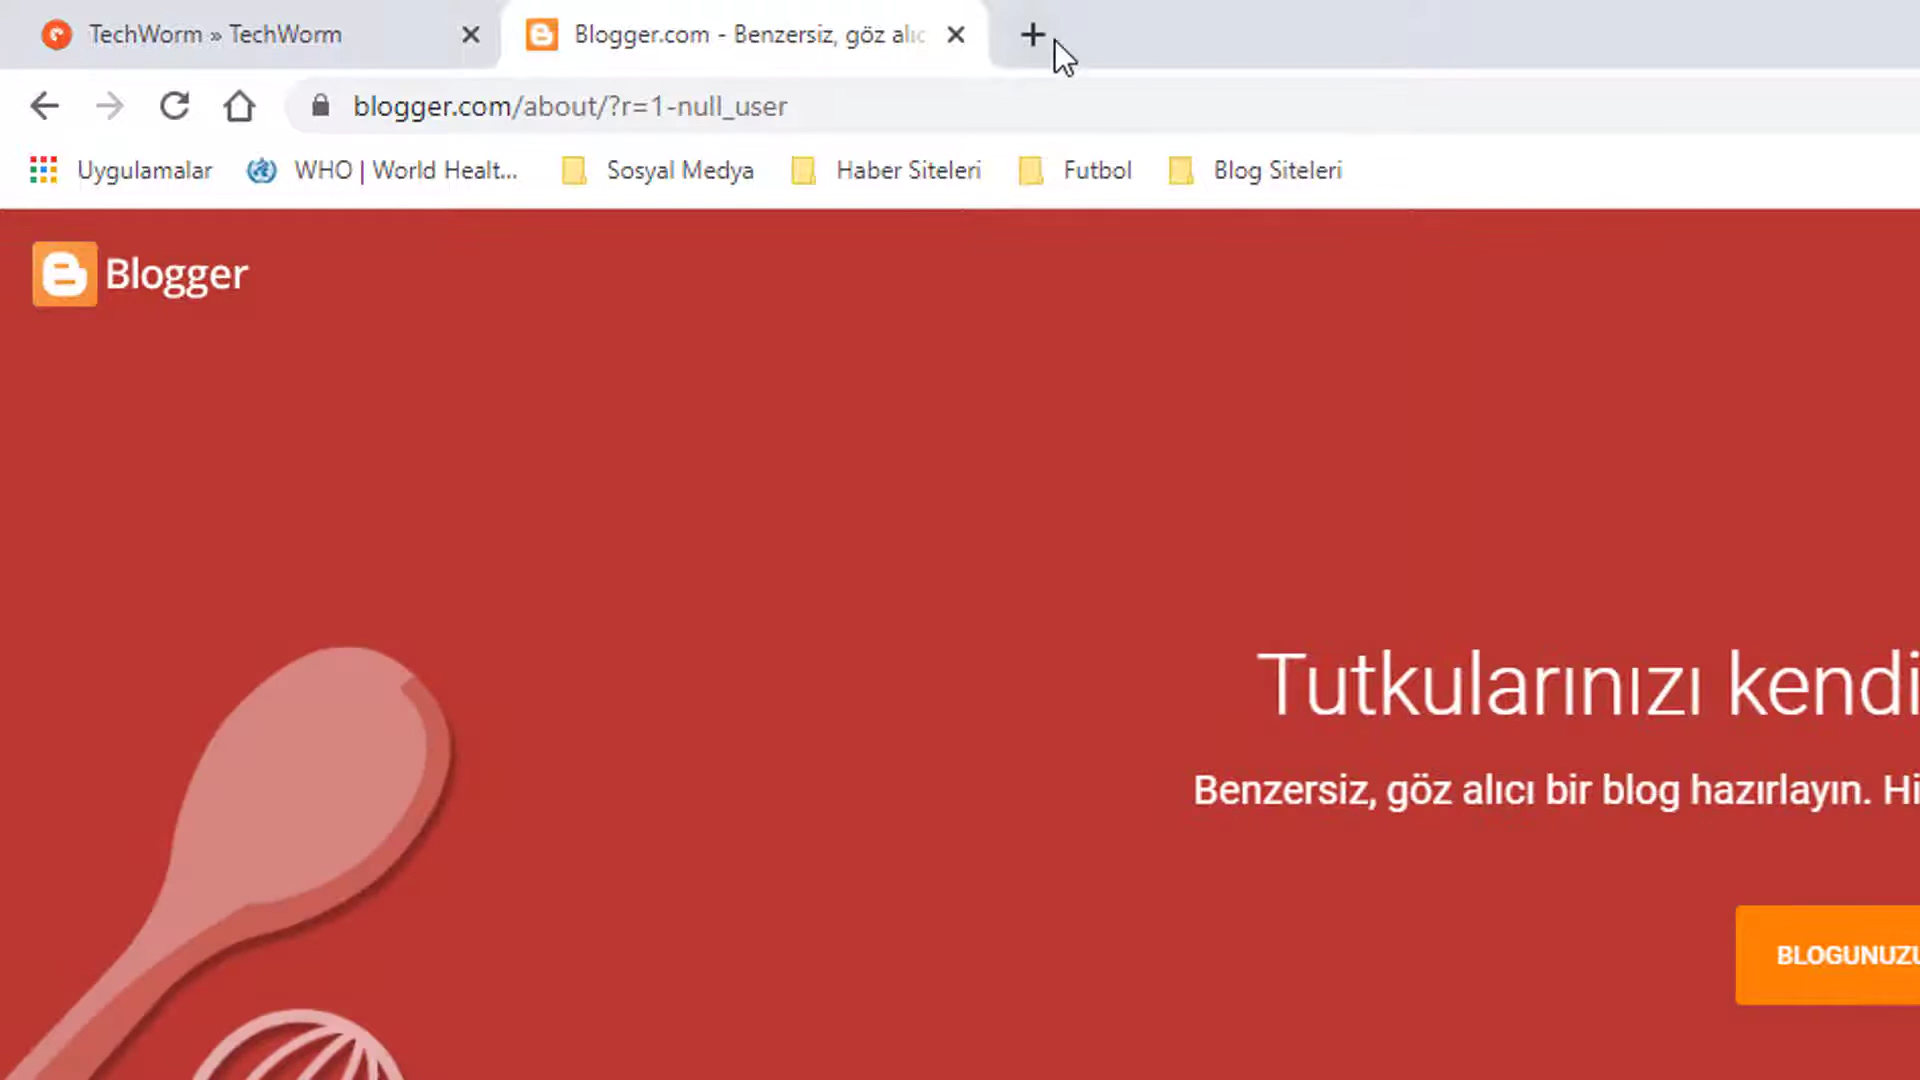 TechWorm » TechWorm
Blogger.com - Benzersiz, göz alıc
blogger.com/about/?r=1-null_user
Uygulamalar
WHO | World Healt...
Sosyal Medya
Haber Siteleri
Futbol
Blog Siteleri
Blogger
Tutkularınızı kendi
Benzersiz, göz alıcı bir blog hazırlayın. Hi
BLOGUNUZU